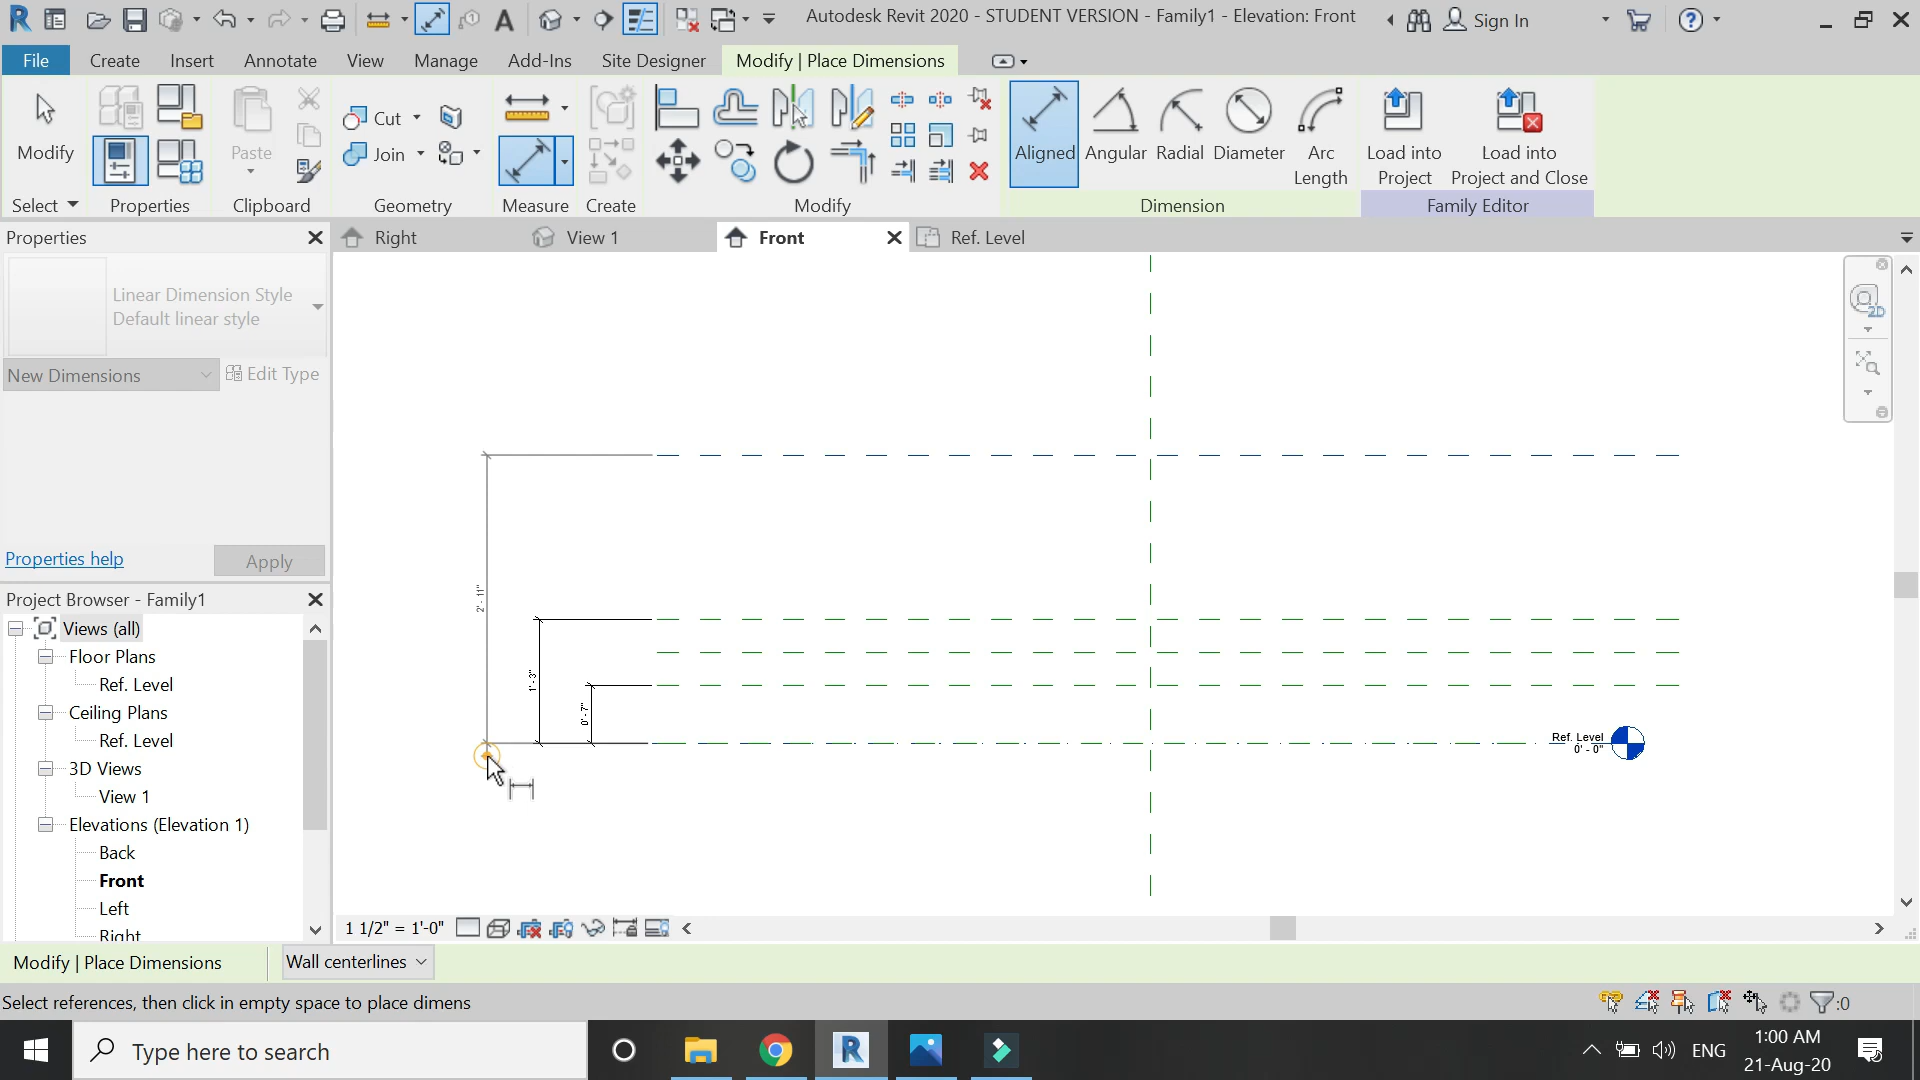 Autodesk Revit 2020 - STUDENT VERSION - Family1 - Elevation: Front
Sign In
File
Create
Insert
Annotate
View
Manage
Add-Ins
Site Designer
Modify | Place Dimensions
Modify
Paste
Cut
Join
Aligned
Angular
Radial
Diameter
Arc
Length
Load into
Project
Load into
Project and Close
Select
Properties
Clipboard
Geometry
Measure
Create
Modify
Dimension
Family Editor
Properties
Right
View 1
Front
Ref. Level
Linear Dimension Style
Default linear style
New Dimensions
Edit Type
2D
Properties help
Apply
Project Browser - Family1
Views (all)
Floor Plans
Ref. Level
Ceiling Plans
Ref. Level
3D Views
View 1
Elevations (Elevation 1)
Back
Front
Left
Right
2' - 11"
1' - 3"
0' - 7"
Ref. Level
0' - 0"
1 1/2" = 1'-0"
Modify | Place Dimensions
Wall centerlines
Select references, then click in empty space to place dimens
:0
Type here to search
ENG
1:00 AM
21-Aug-20